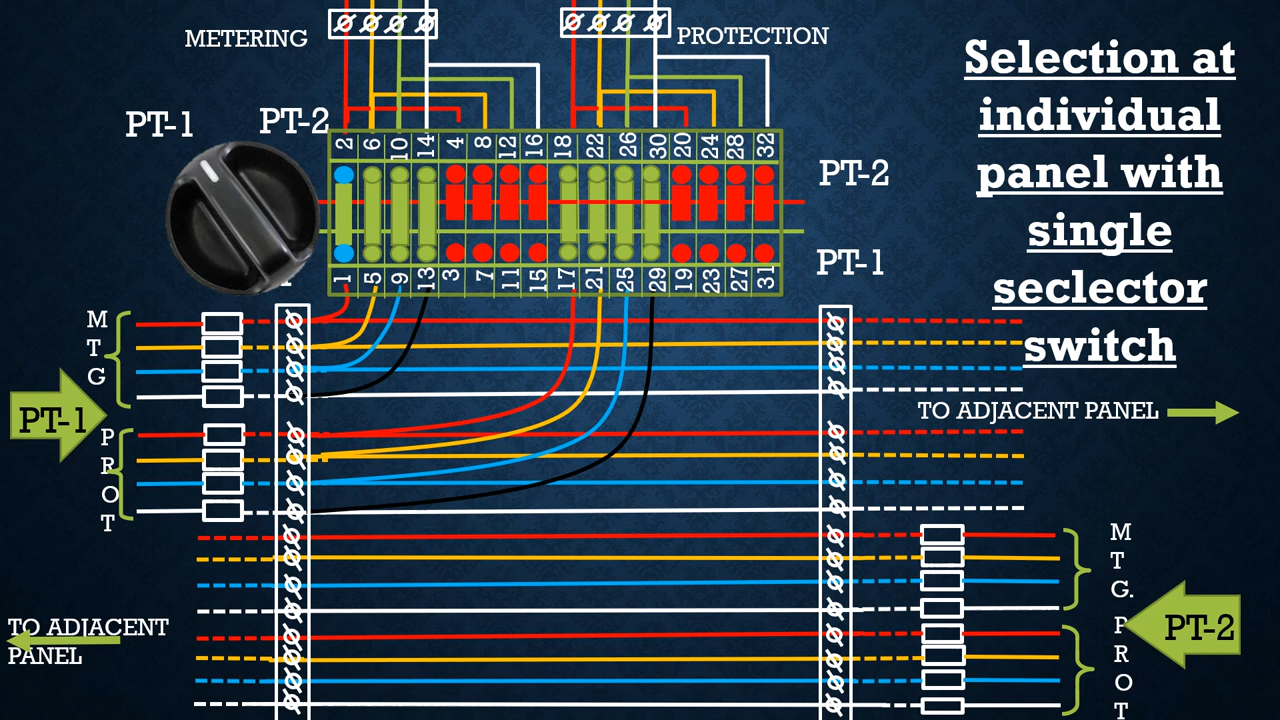 METERING
PROTECTION
Selection at
individual
panel with
single
seclector
switch
PT-1
PT-2
2 6 10 14 4 8 12 16 18 22 26 30 20 24 28 32
PT-2
PT-1
1 5 9 13 3 7 11 15 17 21 25 29 19 23 27 31
M
T
G
PT-1
P
R
O
T
TO ADJACENT PANEL
M
T
G.
P
R
O
T
PT-2
TO ADJACENT
PANEL